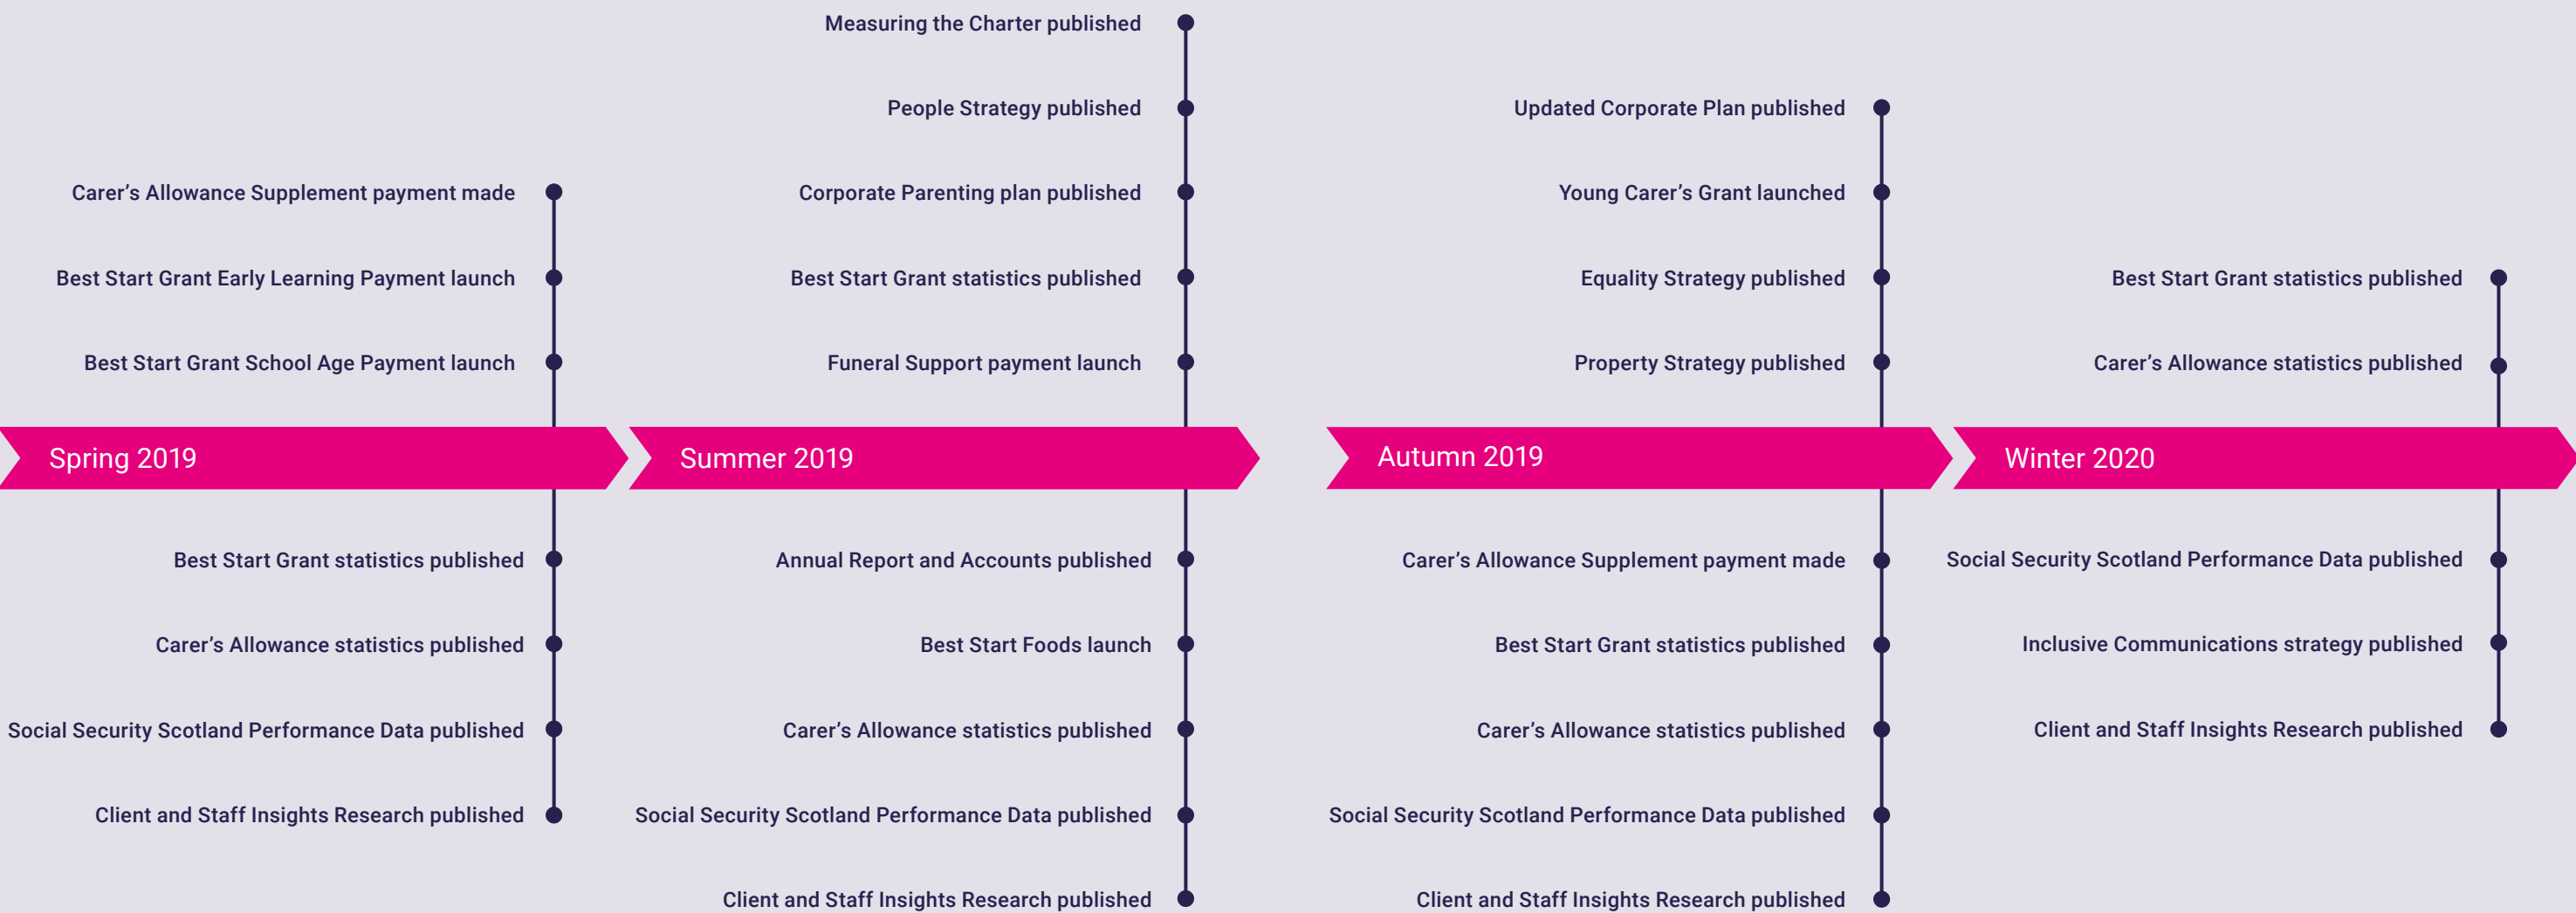 Carer’s Allowance Supplement payment made
Best Start Grant Early Learning Payment launch
Best Start Grant School Age Payment launch
Spring 2019
Best Start Grant statistics published
Carer’s Allowance statistics published
Social Security Scotland Performance Data published
Client and Staff Insights Research published
Measuring the Charter published
People Strategy published
Corporate Parenting plan published
Best Start Grant statistics published
Funeral Support payment launch
Summer 2019
Annual Report and Accounts published
Best Start Foods launch
Carer’s Allowance statistics published
Social Security Scotland Performance Data published
Client and Staff Insights Research published
Updated Corporate Plan published
Young Carer’s Grant launched
Equality Strategy published
Property Strategy published
Autumn 2019
Carer’s Allowance Supplement payment made
Best Start Grant statistics published
Carer’s Allowance statistics published
Social Security Scotland Performance Data published
Client and Staff Insights Research published
Best Start Grant statistics published
Carer’s Allowance statistics published
Winter 2020
Social Security Scotland Performance Data published
Inclusive Communications strategy published
Client and Staff Insights Research published